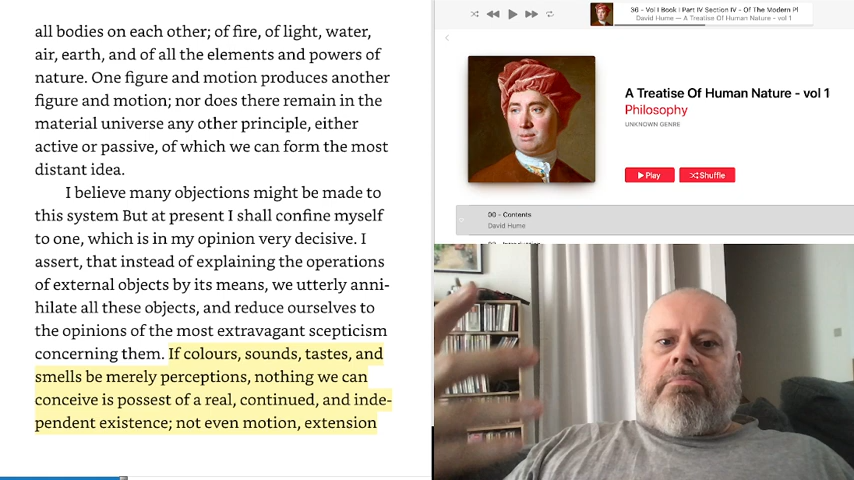 all bodies on each other; of fire, of light, water,
air, earth, and of all the elements and powers of
nature. One figure and motion produces another
figure and motion; nor does there remain in the
material universe any other principle, either
active or passive, of which we can form the most
distant idea.
I believe many objections might be made to
this system But at present I shall confine myself
to one, which is in my opinion very decisive. I
assert, that instead of explaining the operations
of external objects by its means, we utterly anni-
hilate all these objects, and reduce ourselves to
the opinions of the most extravagant scepticism
concerning them. If colours, sounds, tastes, and
smells be merely perceptions, nothing we can
conceive is possest of a real, continued, and inde-
pendent existence; not even motion, extension
36 - Vol I Book I Part IV Section IV - Of The Modern Pl
David Hume — A Treatise Of Human Nature - vol 1
A Treatise Of Human Nature - vol 1
Philosophy
UNKNOWN GENRE
Play
Shuffle
00 - Contents
David Hume